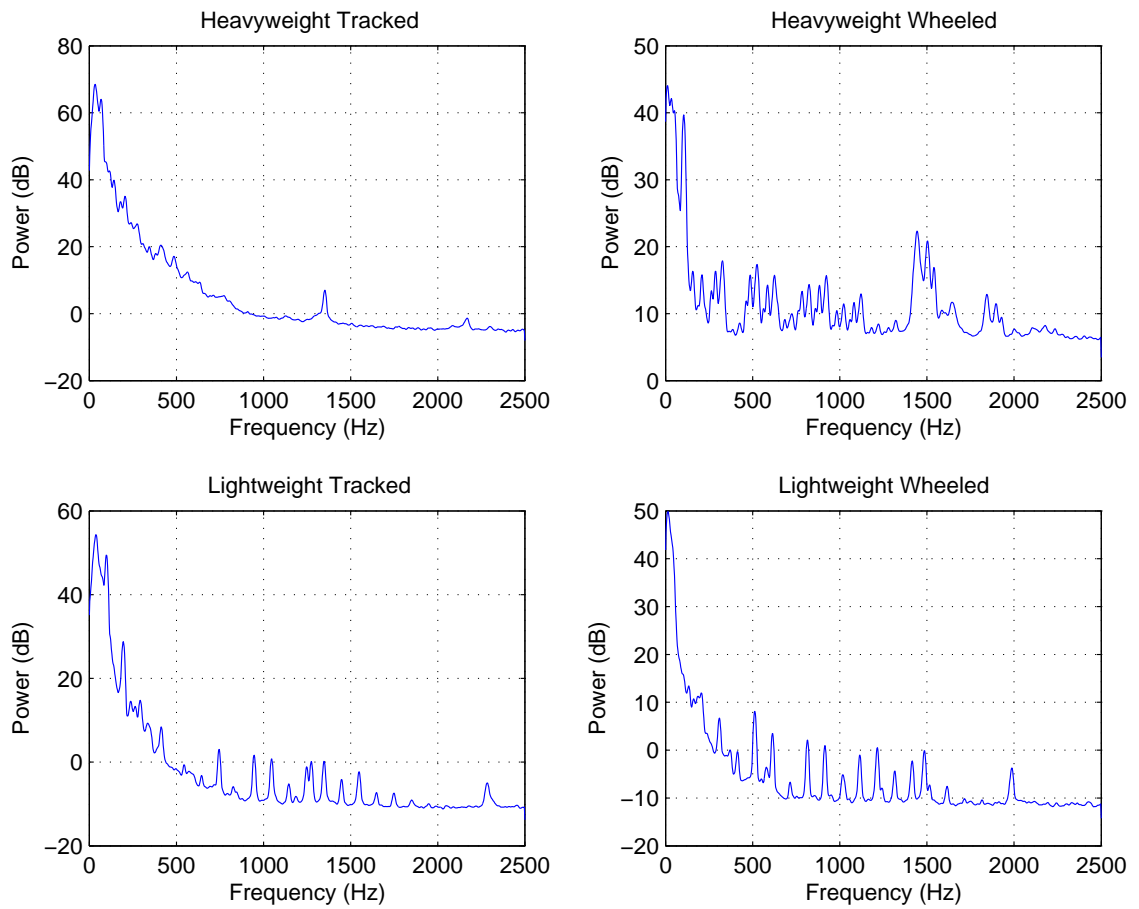 Heavyweight Tracked
80
60
40
20
0
−20
Power (dB)
0 500 1000 1500 2000 2500
Frequency (Hz)
Heavyweight Wheeled
50
40
30
20
10
0
Power (dB)
0 500 1000 1500 2000 2500
Frequency (Hz)
Lightweight Tracked
60
40
20
0
−20
Power (dB)
0 500 1000 1500 2000 2500
Frequency (Hz)
Lightweight Wheeled
50
40
30
20
10
0
−10
−20
Power (dB)
0 500 1000 1500 2000 2500
Frequency (Hz)